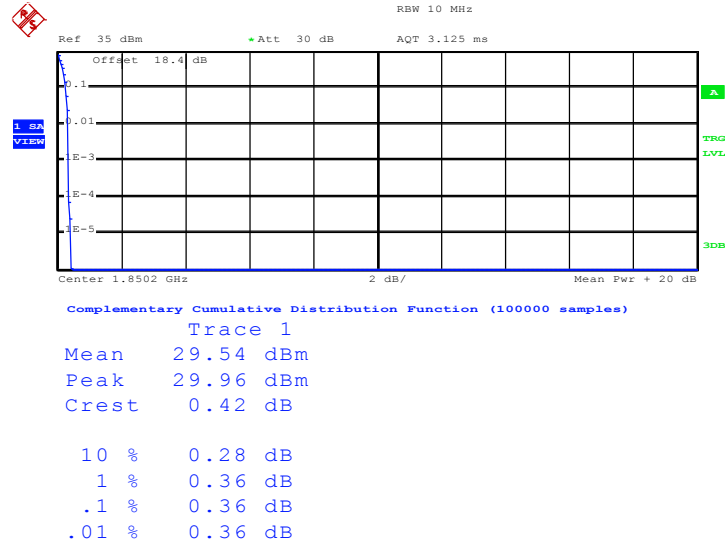 RBW 10 MHz
Ref 35 dBm *Att 30 dB AQT 3.125 ms
Offset 18.4 dB
0.1
A
0.01
1 SA
VIEW
TRG
LVL
1E-3
1E-4
1E-5
3DB
Center 1.8502 GHz 2 dB/ Mean Pwr + 20 dB
Complementary Cumulative Distribution Function (100000 samples)
Trace 1
Mean 29.54 dBm
Peak 29.96 dBm
Crest 0.42 dB
10 % 0.28 dB
1 % 0.36 dB
.1 % 0.36 dB
.01 % 0.36 dB